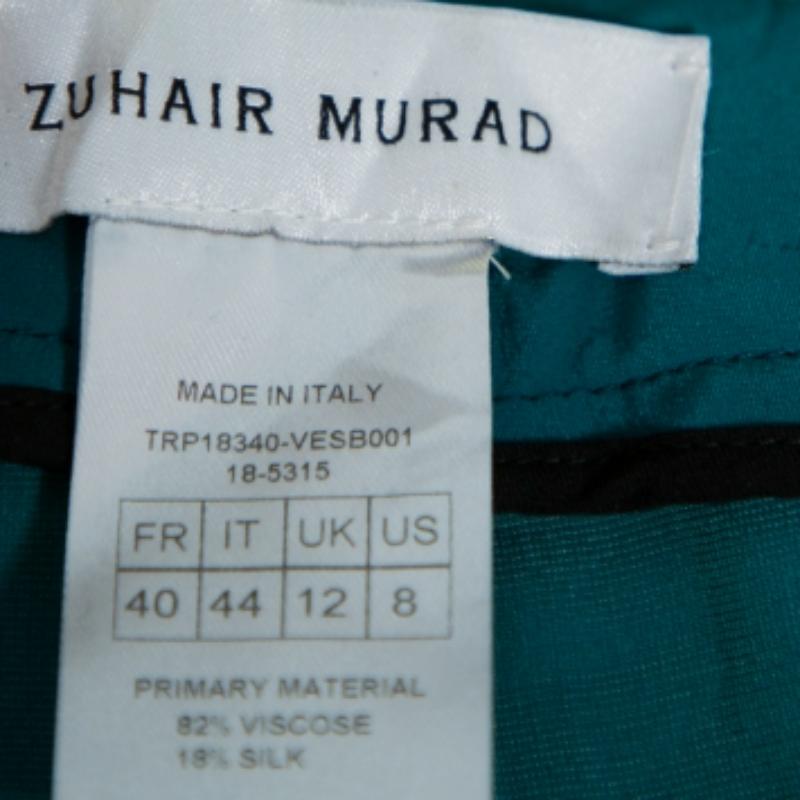 ZUHAIR MURAD
MADE IN ITALY
TRP18340-VESB001
18-5315
FR IT UK US
40 44 12 8
PRIMARY MATERIAL
82% VISCOSE
18% SILK